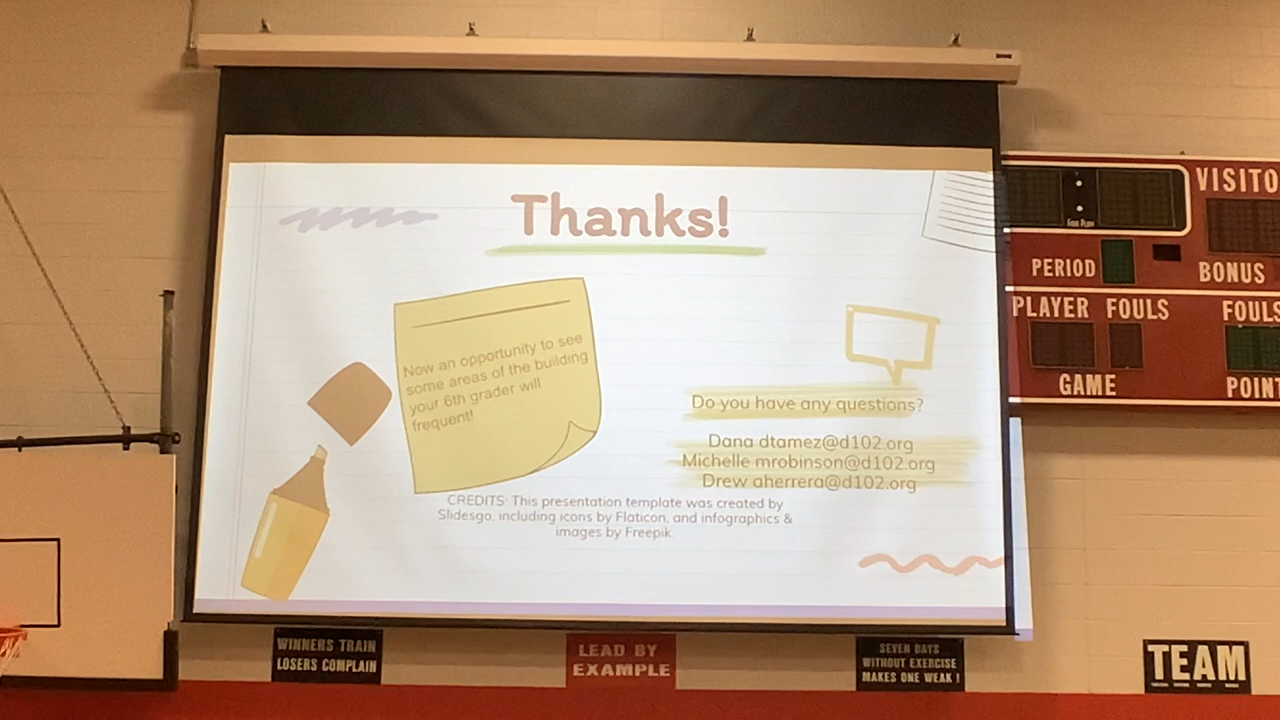 Thanks!
Now an opportunity to see
some areas of the building
your 6th grader will
frequent!
Do you have any questions?
Dana dtamez@d102.org
Michelle mrobinson@d102.org
Drew aherrera@d102.org
CREDITS: This presentation template was created by
Slidesgo, including icons by Flaticon, and infographics &
images by Freepik.
VISITO
PERIOD
BONUS
PLAYER FOULS
FOULS
GAME
POINT
WINNERS TRAIN
LOSERS COMPLAIN
LEAD BY
EXAMPLE
SEVEN DAYS
WITHOUT EXERCISE
MAKES ONE WEAK !
TEAM